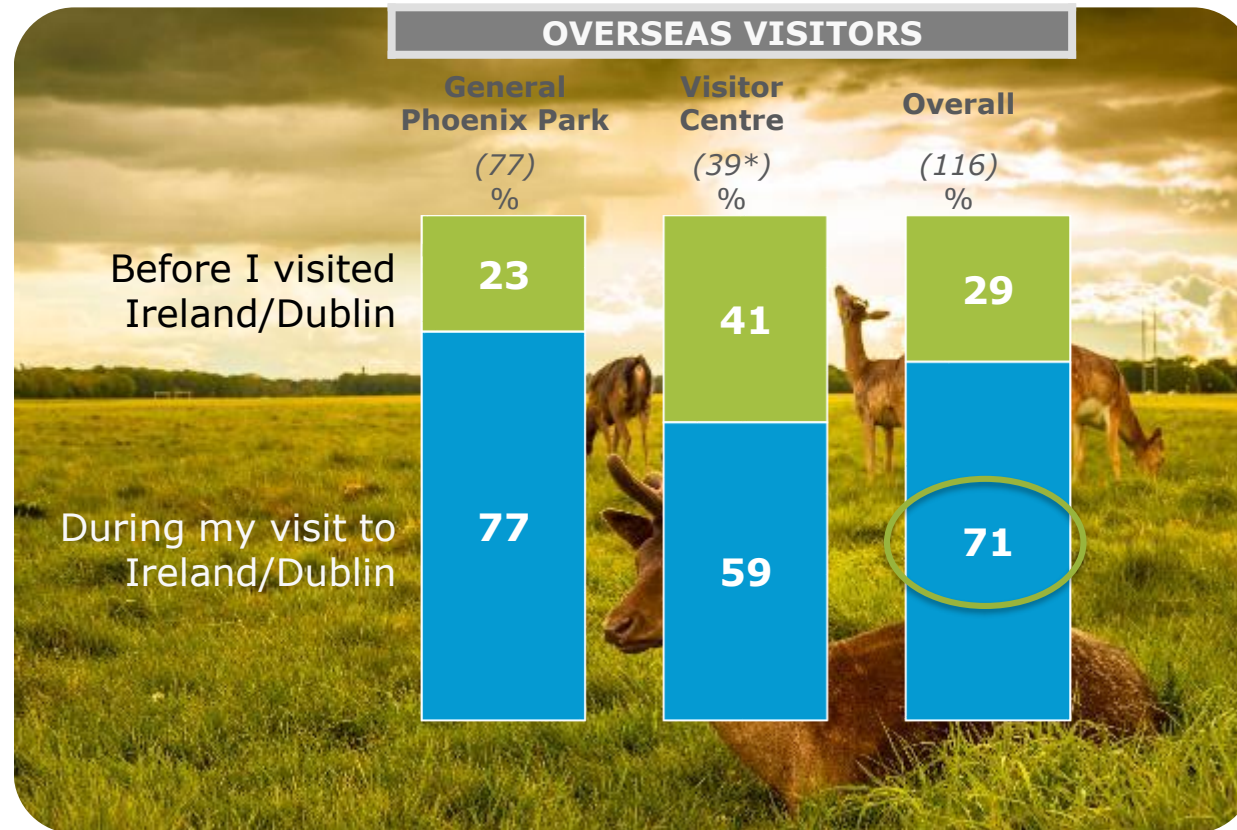 OVERSEAS VISITORS
General
Phoenix Park
(77)
%
Visitor
Centre
(39*)
%
Overall
(116)
%
Before I visited
Ireland/Dublin
23
41
29
During my visit to
Ireland/Dublin
77
59
71